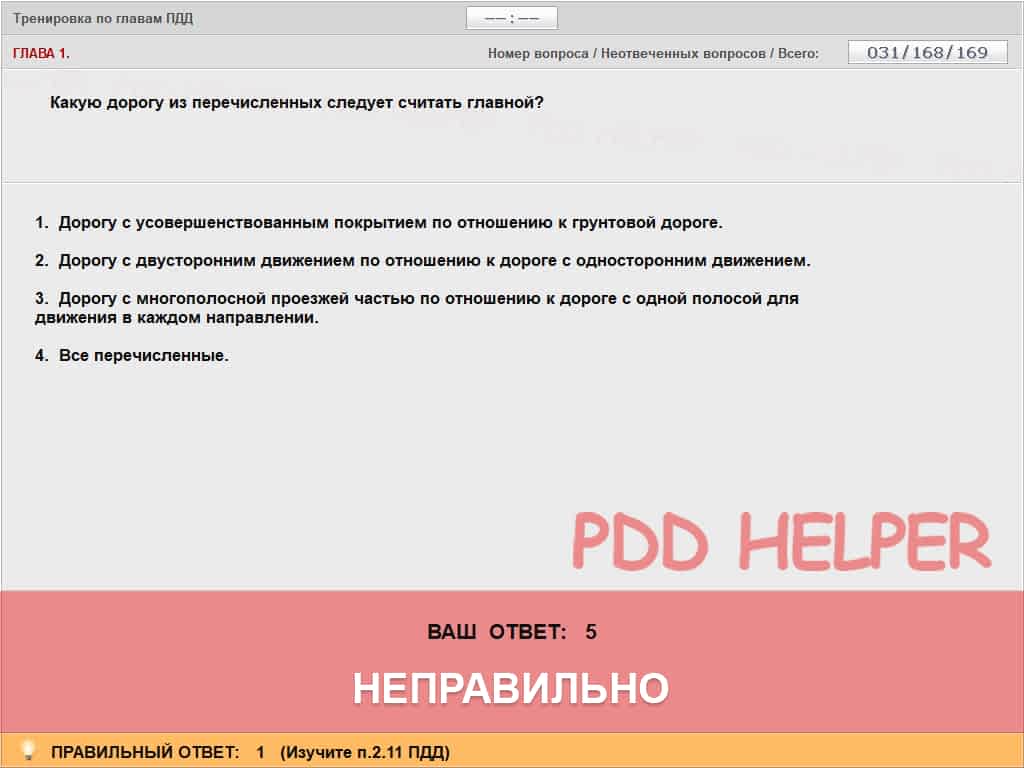 Тренировка по главам ПДД
—— : ——
ГЛАВА 1.
Номер вопроса / Неотвеченных вопросов / Всего: 031/168/169
Какую дорогу из перечисленных следует считать главной?
1. Дорогу с усовершенствованным покрытием по отношению к грунтовой дороге.
2. Дорогу с двусторонним движением по отношению к дороге с односторонним движением.
3. Дорогу с многополосной проезжей частью по отношению к дороге с одной полосой для
движения в каждом направлении.
4. Все перечисленные.
PDD HELPER
ВАШ ОТВЕТ: 5
НЕПРАВИЛЬНО
ПРАВИЛЬНЫЙ ОТВЕТ: 1 (Изучите п.2.11 ПДД)